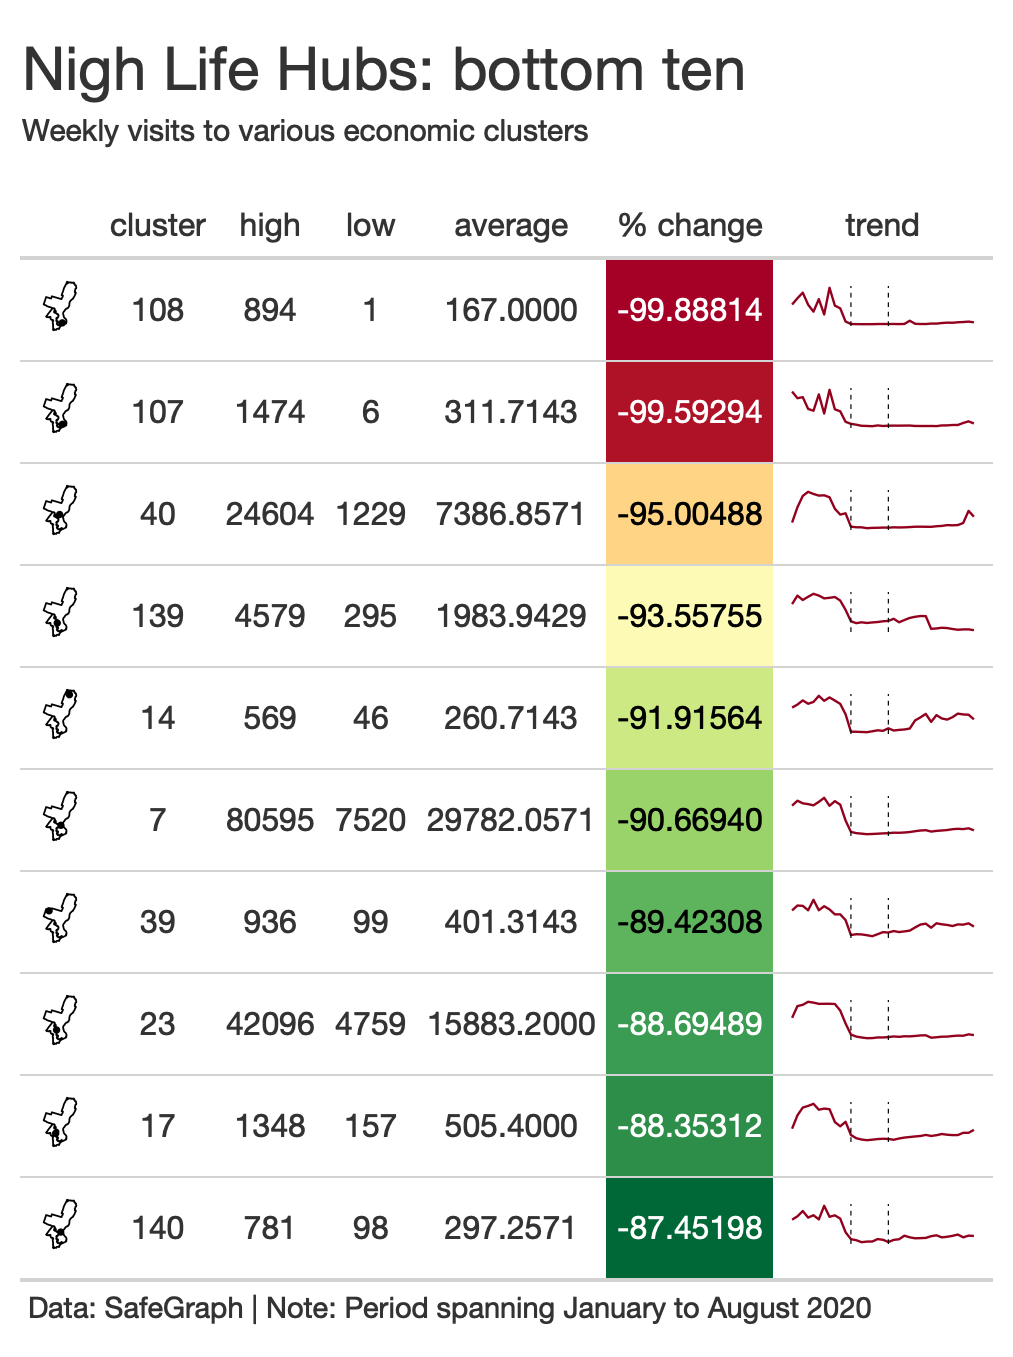 Nigh Life Hubs: bottom ten
Weekly visits to various economic clusters
cluster high low average % change trend
108 894 1 167.0000 -99.88814
107 1474 6 311.7143 -99.59294
40 24604 1229 7386.8571 -95.00488
139 4579 295 1983.9429 -93.55755
14 569 46 260.7143 -91.91564
7 80595 7520 29782.0571 -90.66940
39 936 99 401.3143 -89.42308
23 42096 4759 15883.2000 -88.69489
17 1348 157 505.4000 -88.35312
140 781 98 297.2571 -87.45198
Data: SafeGraph | Note: Period spanning January to August 2020